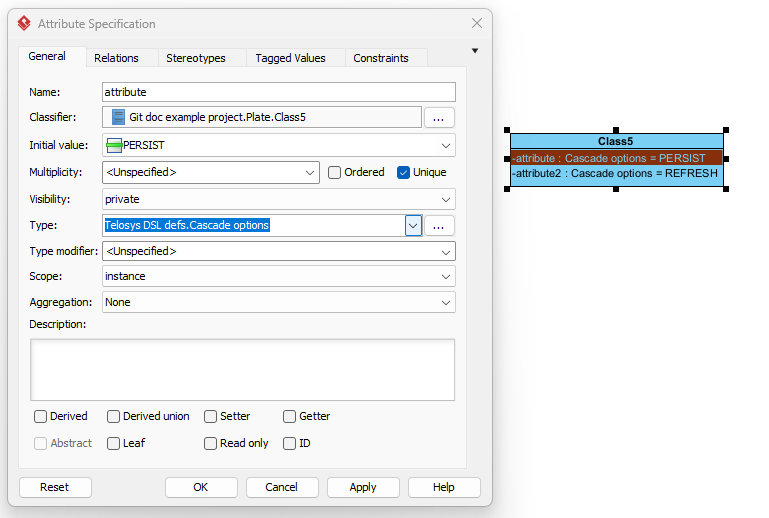 Attribute Specification
General Relations Stereotypes Tagged Values Constraints
Name: attribute
Classifier: Git doc example project.Plate.Class5 ...
Initial value: PERSIST
Multiplicity: <Unspecified> Ordered Unique
Visibility: private
Type: Telosys DSL defs.Cascade options ...
Type modifier: <Unspecified>
Scope: instance
Aggregation: None
Description:
Derived Derived union Setter Getter
Abstract Leaf Read only ID
Reset OK Cancel Apply Help
Class5
-attribute : Cascade options = PERSIST
-attribute2 : Cascade options = REFRESH